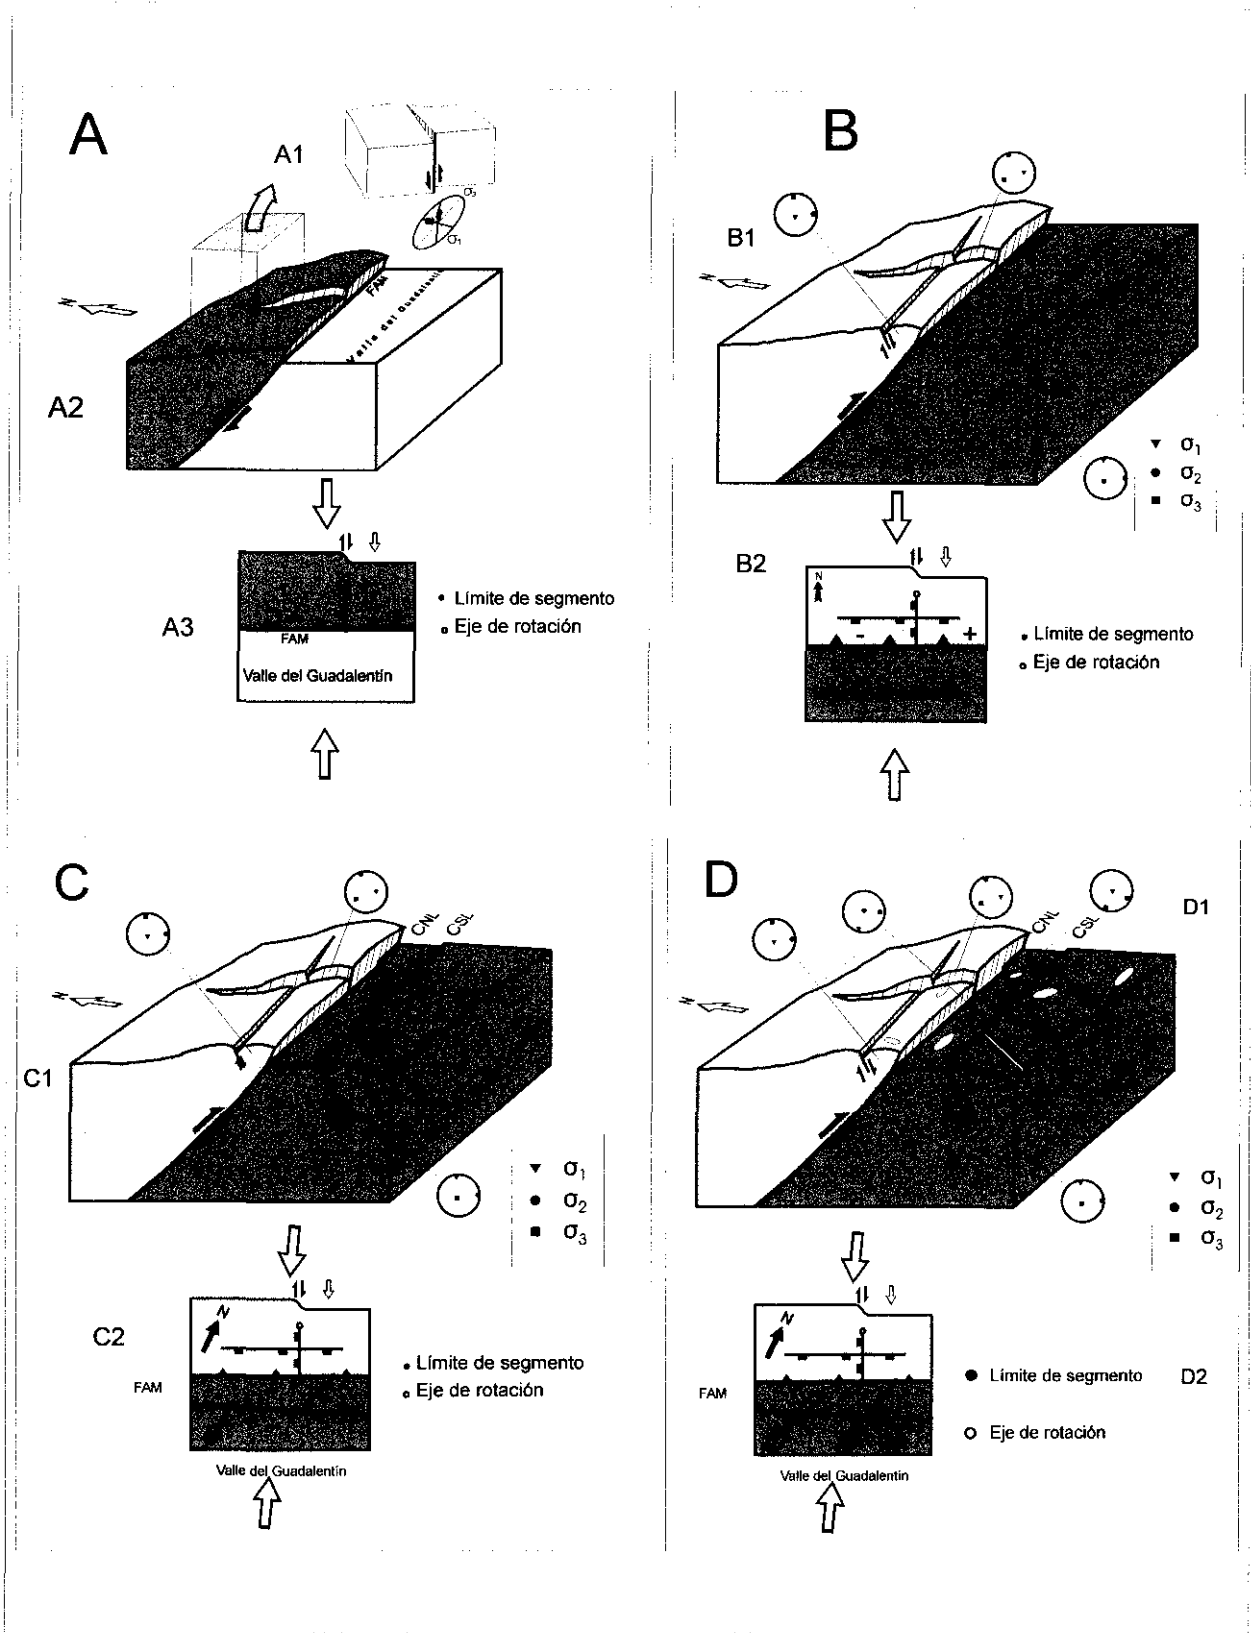 A
A1
σ3
σ1
N
FAM
Valle del Guadalentín
A2
A3
FAM
Valle del Guadalentín
Límite de segmento
Eje de rotación
B
B1
N
σ1
σ2
σ3
B2
N
- +
Límite de segmento
Eje de rotación
C
CNL
CSL
N
C1
σ1
σ2
σ3
C2
N
FAM
Límite de segmento
Eje de rotación
Valle del Guadalentín
D
D1
CNL
CSL
N
σ1
σ2
σ3
N
FAM
Límite de segmento
D2
Eje de rotación
Valle del Guadalentin